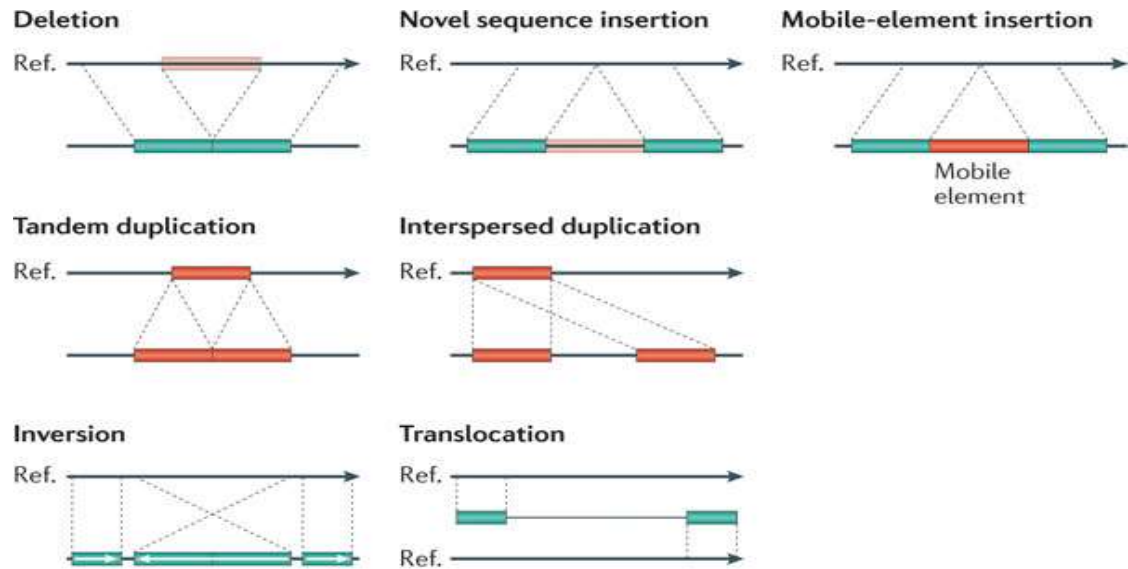 Deletion
Novel sequence insertion
Mobile-element insertion
Ref.
Ref.
Ref.
Mobile
element
Tandem duplication
Interspersed duplication
Ref.
Ref.
Inversion
Translocation
Ref.
Ref.
Ref.